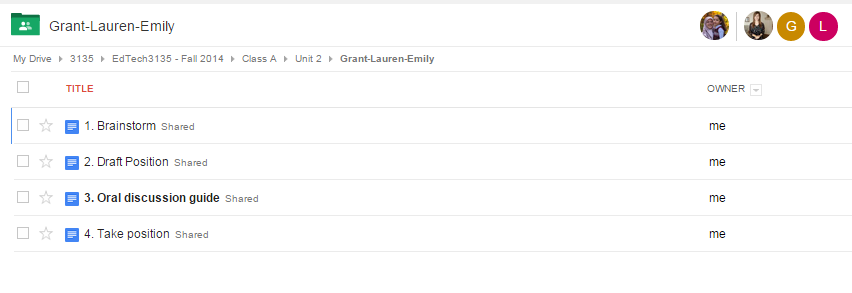 Grant-Lauren-Emily
G L
My Drive 3135 EdTech3135 - Fall 2014 Class A Unit 2 Grant-Lauren-Emily
TITLE OWNER
1. Brainstorm Shared me
2. Draft Position Shared me
3. Oral discussion guide Shared me
4. Take position Shared me